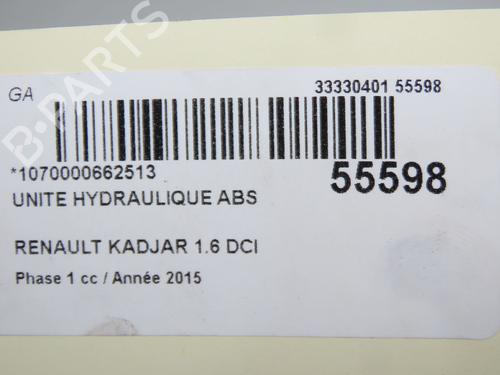 B-PARTS
GA
33330401 55598
*1070000662513
55598
UNITE HYDRAULIQUE ABS
RENAULT KADJAR 1.6 DCI
Phase 1 cc / Année 2015